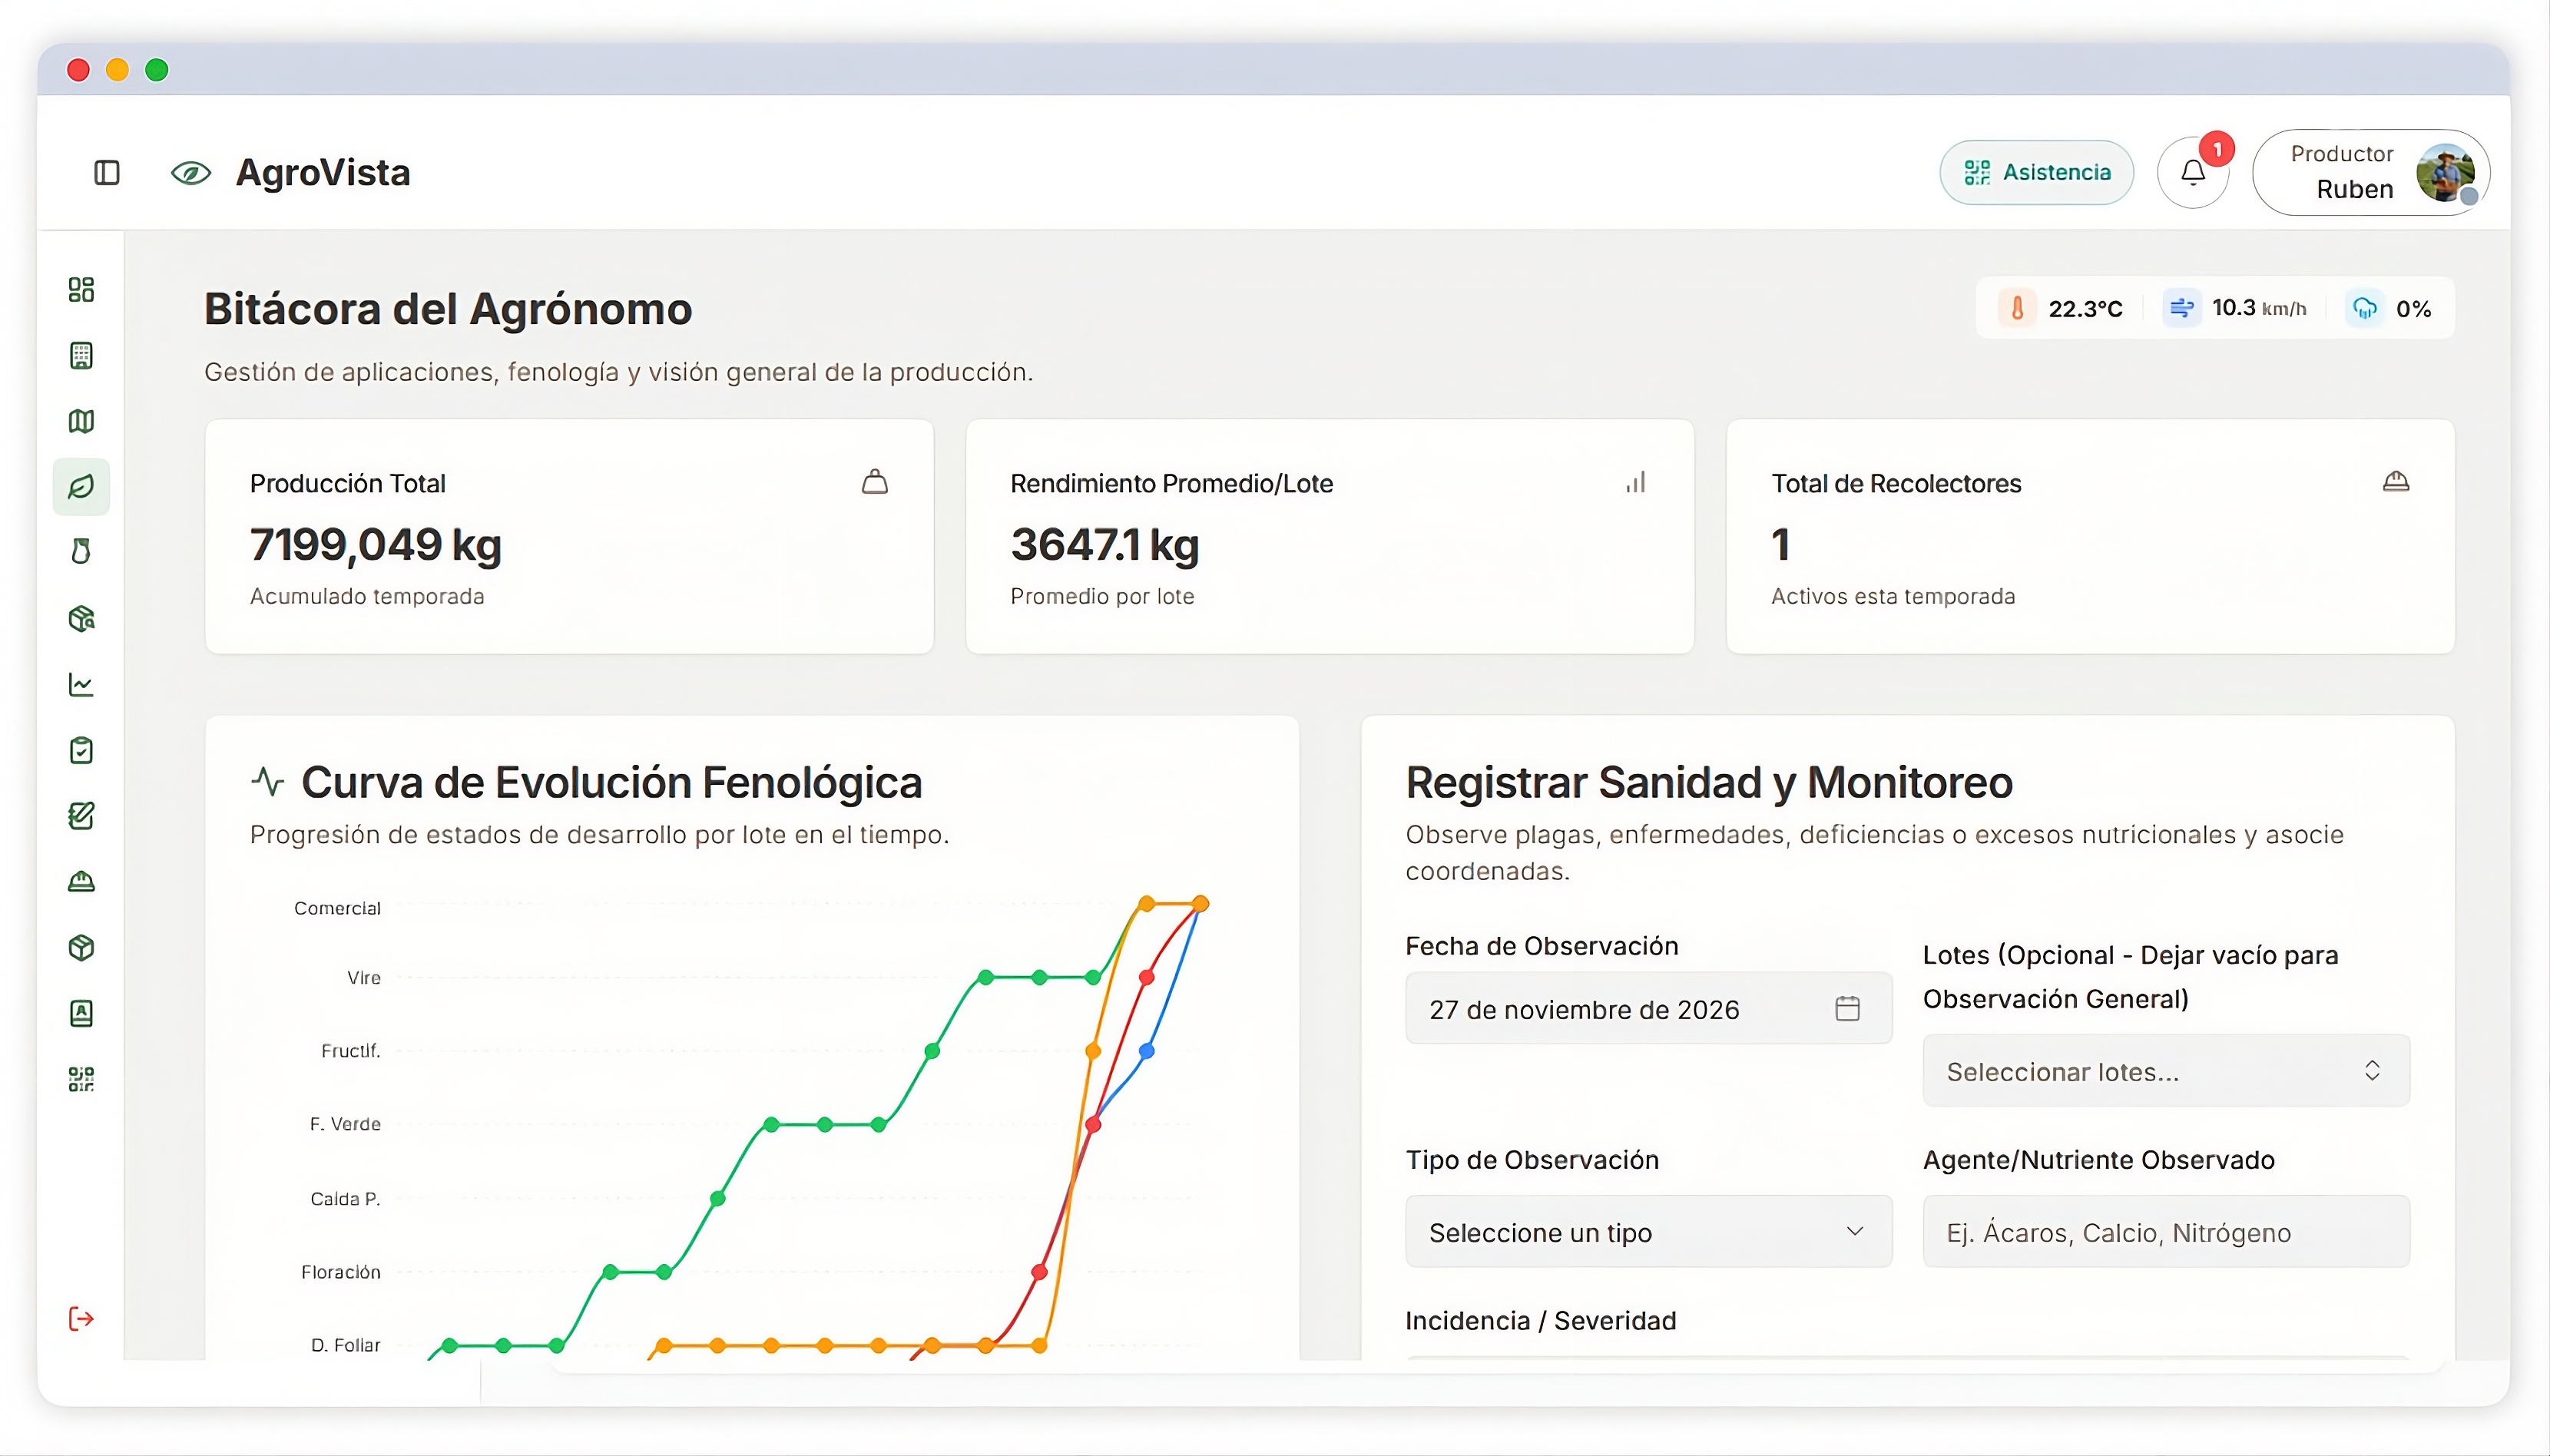 AgroVista
Asistencia
1
Productor
Ruben
Bitácora del Agrónomo
22.3°C
10.3 km/h
0%
Gestión de aplicaciones, fenología y visión general de la producción.
Producción Total
7199,049 kg
Acumulado temporada
Rendimiento Promedio/Lote
3647.1 kg
Promedio por lote
Total de Recolectores
1
Activos esta temporada
Curva de Evolución Fenológica
Progresión de estados de desarrollo por lote en el tiempo.
Comercial
Vire
Fructif.
F. Verde
Caída P.
Floración
D. Foliar
Registrar Sanidad y Monitoreo
Observe plagas, enfermedades, deficiencias o excesos nutricionales y asocie
coordenadas.
Fecha de Observación
27 de noviembre de 2026
Lotes (Opcional - Dejar vacío para
Observación General)
Seleccionar lotes...
Tipo de Observación
Seleccione un tipo
Agente/Nutriente Observado
Ej. Ácaros, Calcio, Nitrógeno
Incidencia / Severidad